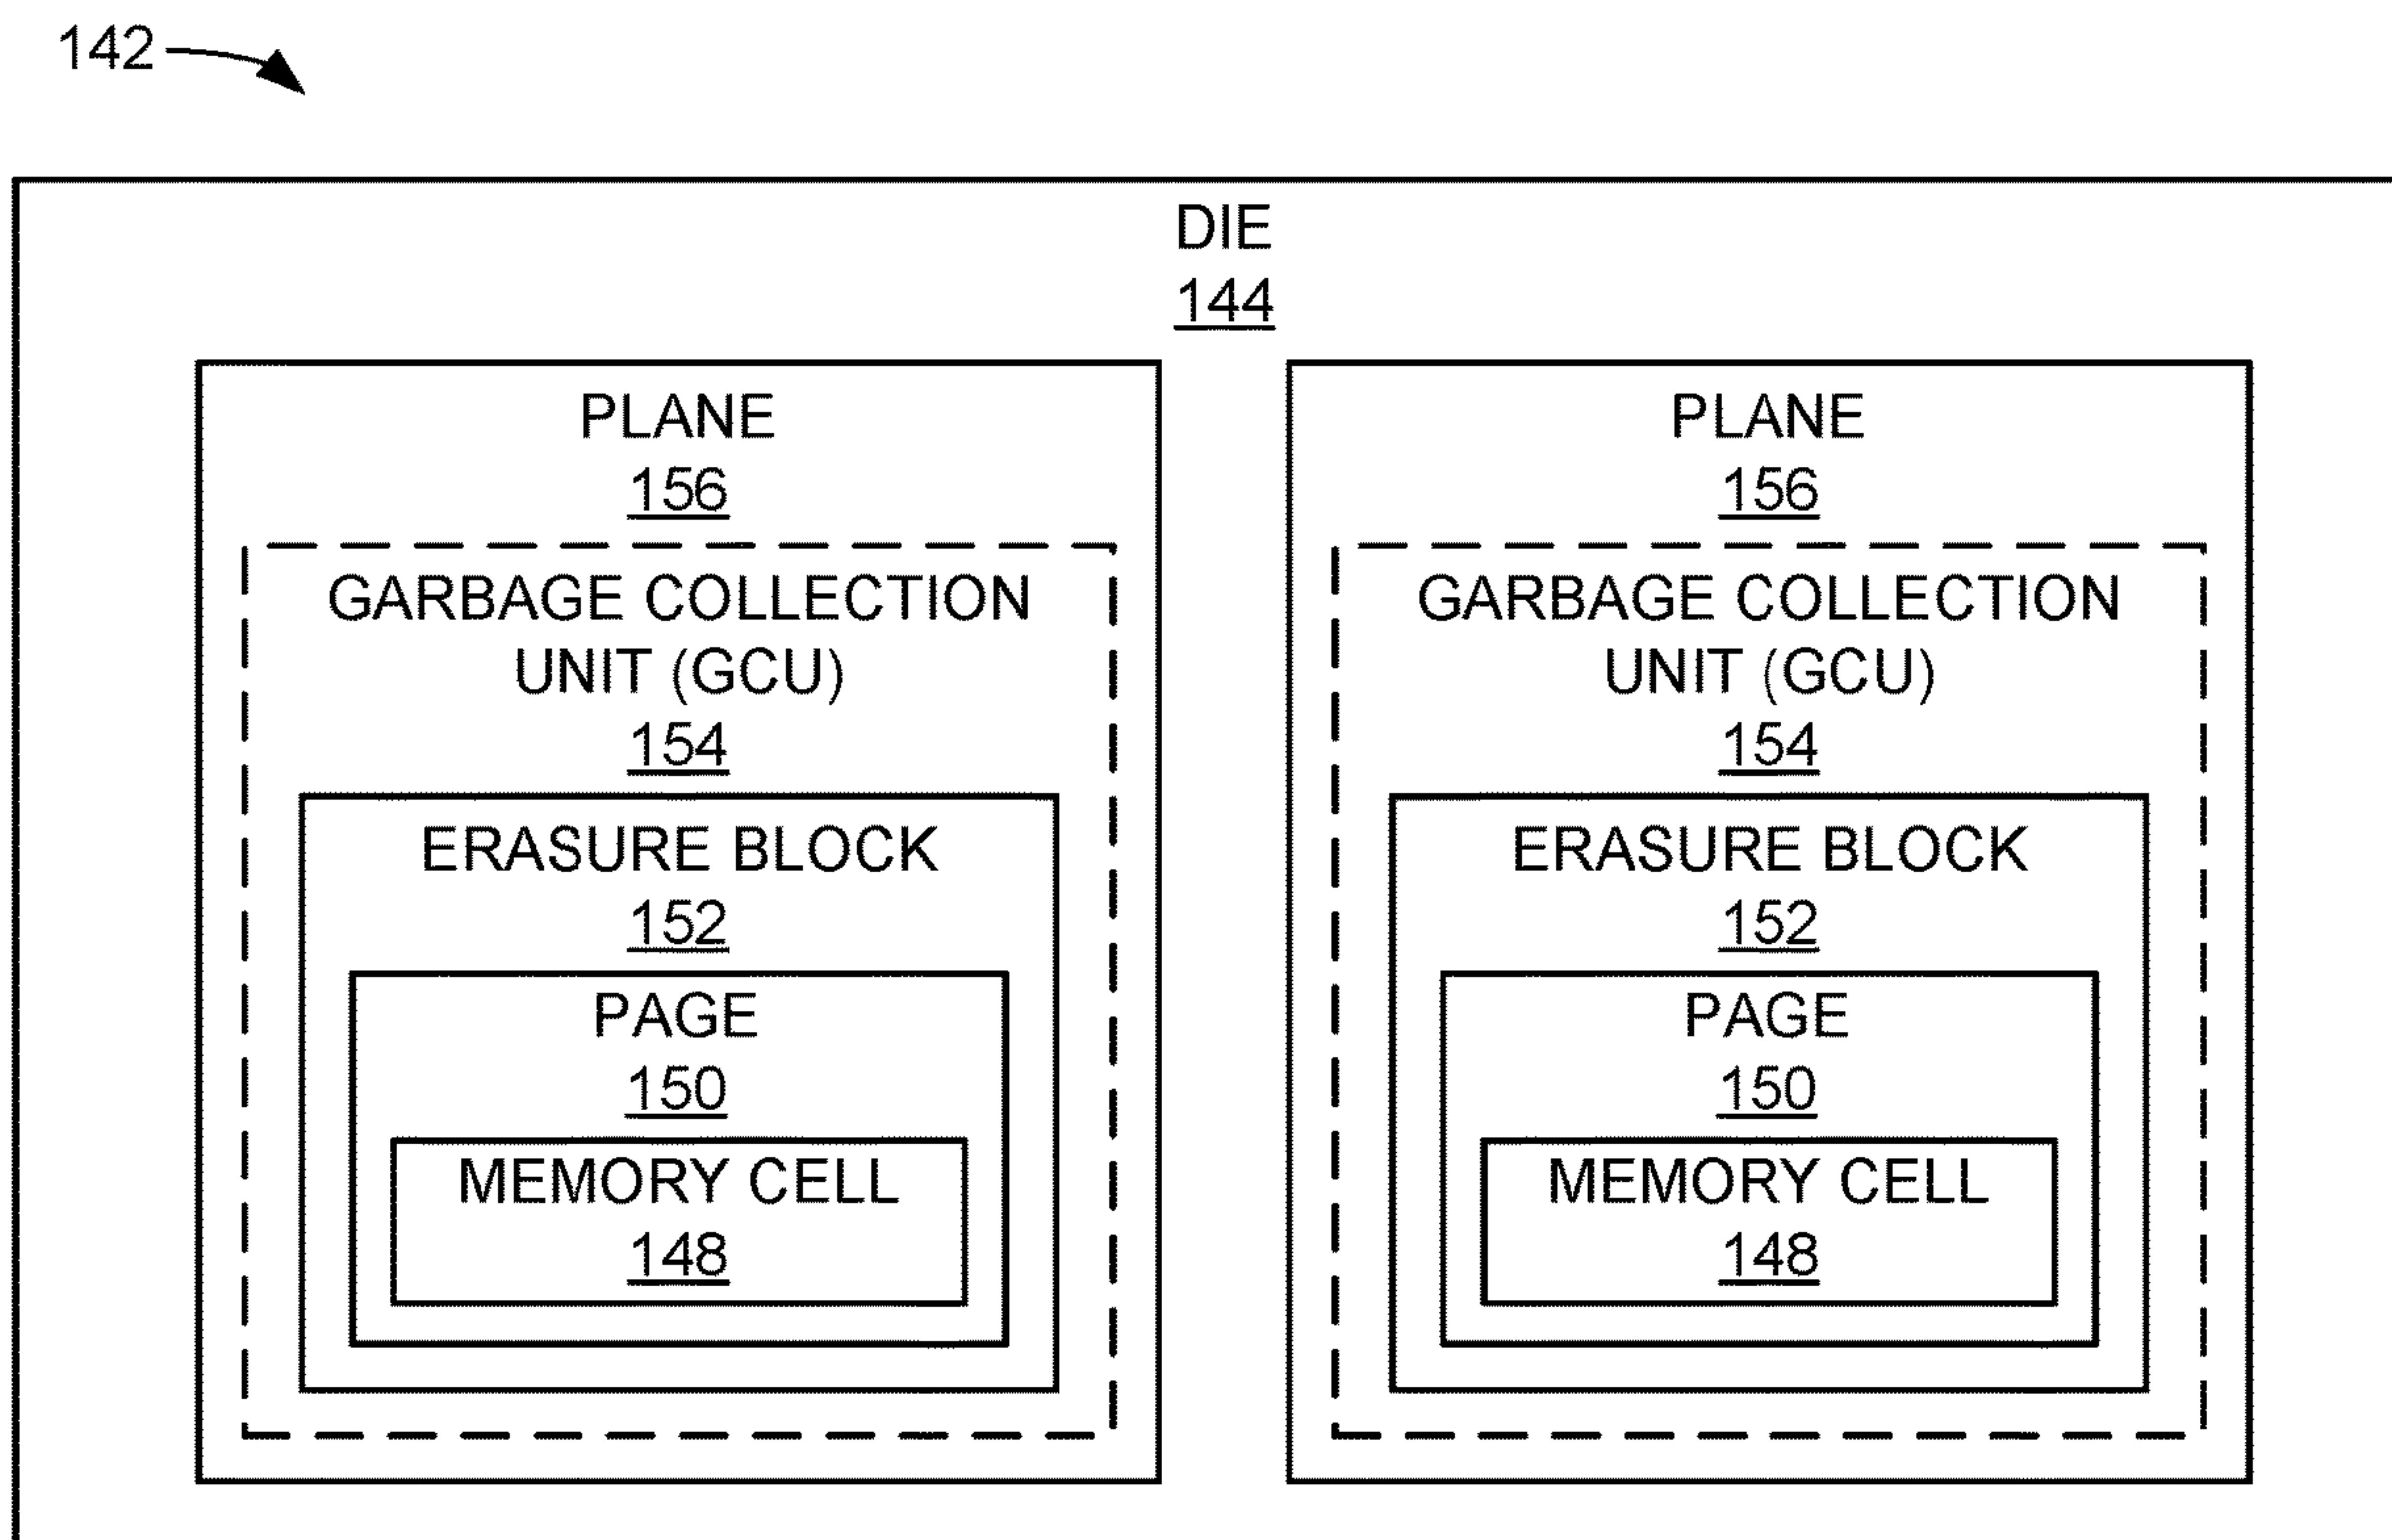 142
DIE
144
PLANE
156
GARBAGE COLLECTION
UNIT (GCU)
154
ERASURE BLOCK
152
PAGE
150
MEMORY CELL
148
PLANE
156
GARBAGE COLLECTION
UNIT (GCU)
154
ERASURE BLOCK
152
PAGE
150
MEMORY CELL
148